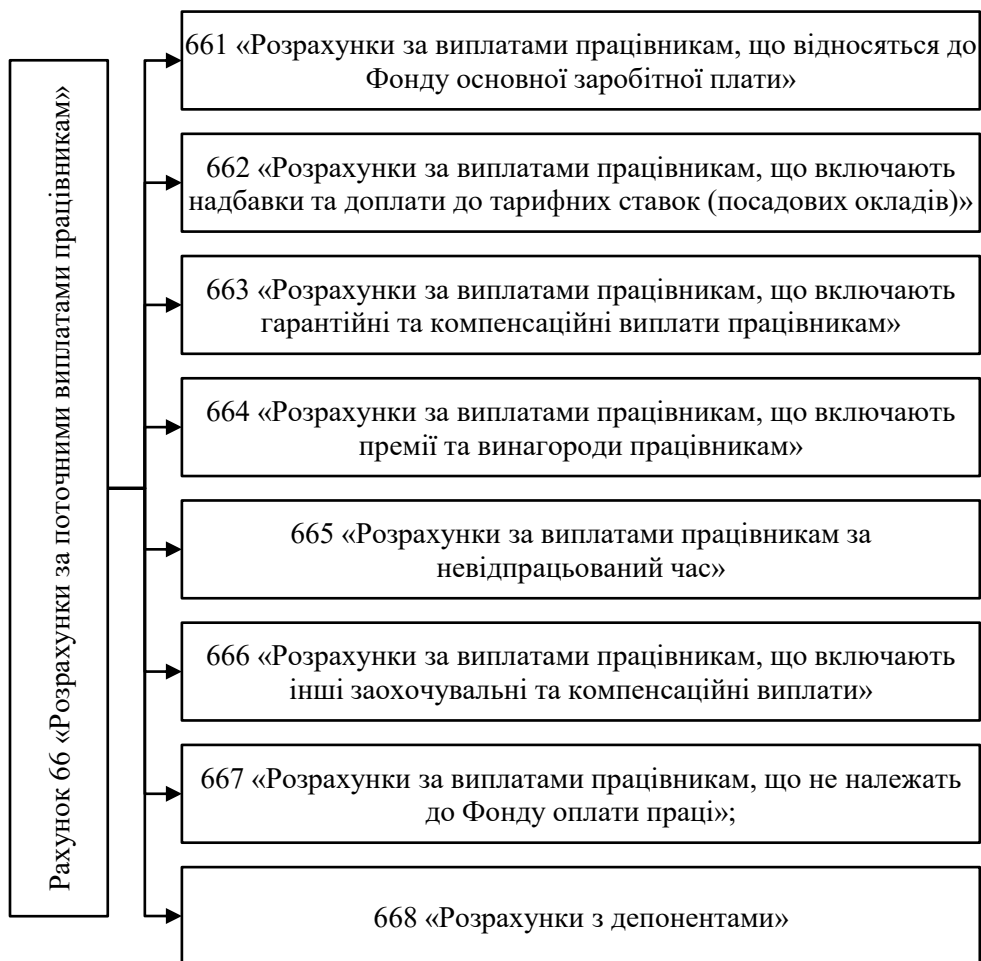 Рахунок 66 «Розрахунки за поточними виплатами працівникам»
661 «Розрахунки за виплатами працівникам, що відносяться до
Фонду основної заробітної плати»
662 «Розрахунки за виплатами працівникам, що включають
надбавки та доплати до тарифних ставок (посадових окладів)»
663 «Розрахунки за виплатами працівникам, що включають
гарантійні та компенсаційні виплати працівникам»
664 «Розрахунки за виплатами працівникам, що включають
премії та винагороди працівникам»
665 «Розрахунки за виплатами працівникам за
невідпрацьований час»
666 «Розрахунки за виплатами працівникам, що включають
інші заохочувальні та компенсаційні виплати»
667 «Розрахунки за виплатами працівникам, що не належать
до Фонду оплати праці»;
668 «Розрахунки з депонентами»